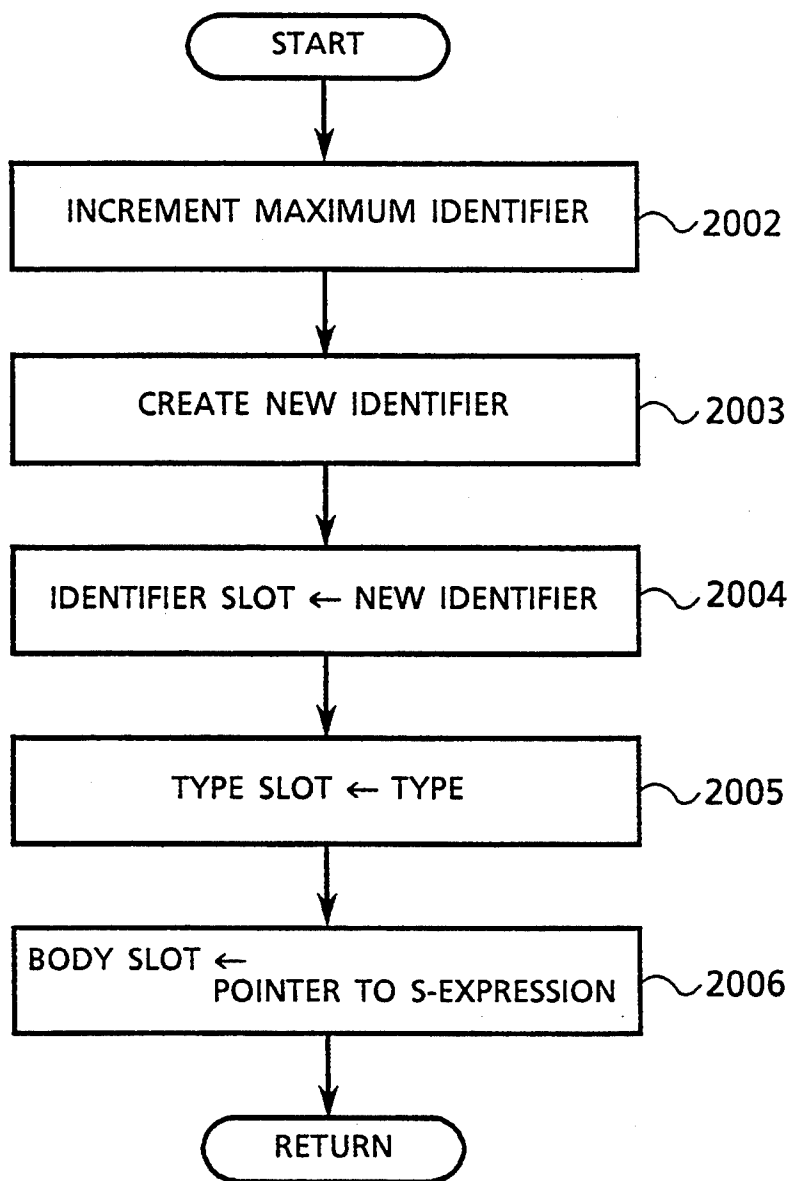 START
INCREMENT MAXIMUM IDENTIFIER
2002
CREATE NEW IDENTIFIER
2003
IDENTIFIER SLOT ← NEW IDENTIFIER
2004
TYPE SLOT ← TYPE
2005
BODY SLOT ←
POINTER TO S-EXPRESSION
2006
RETURN